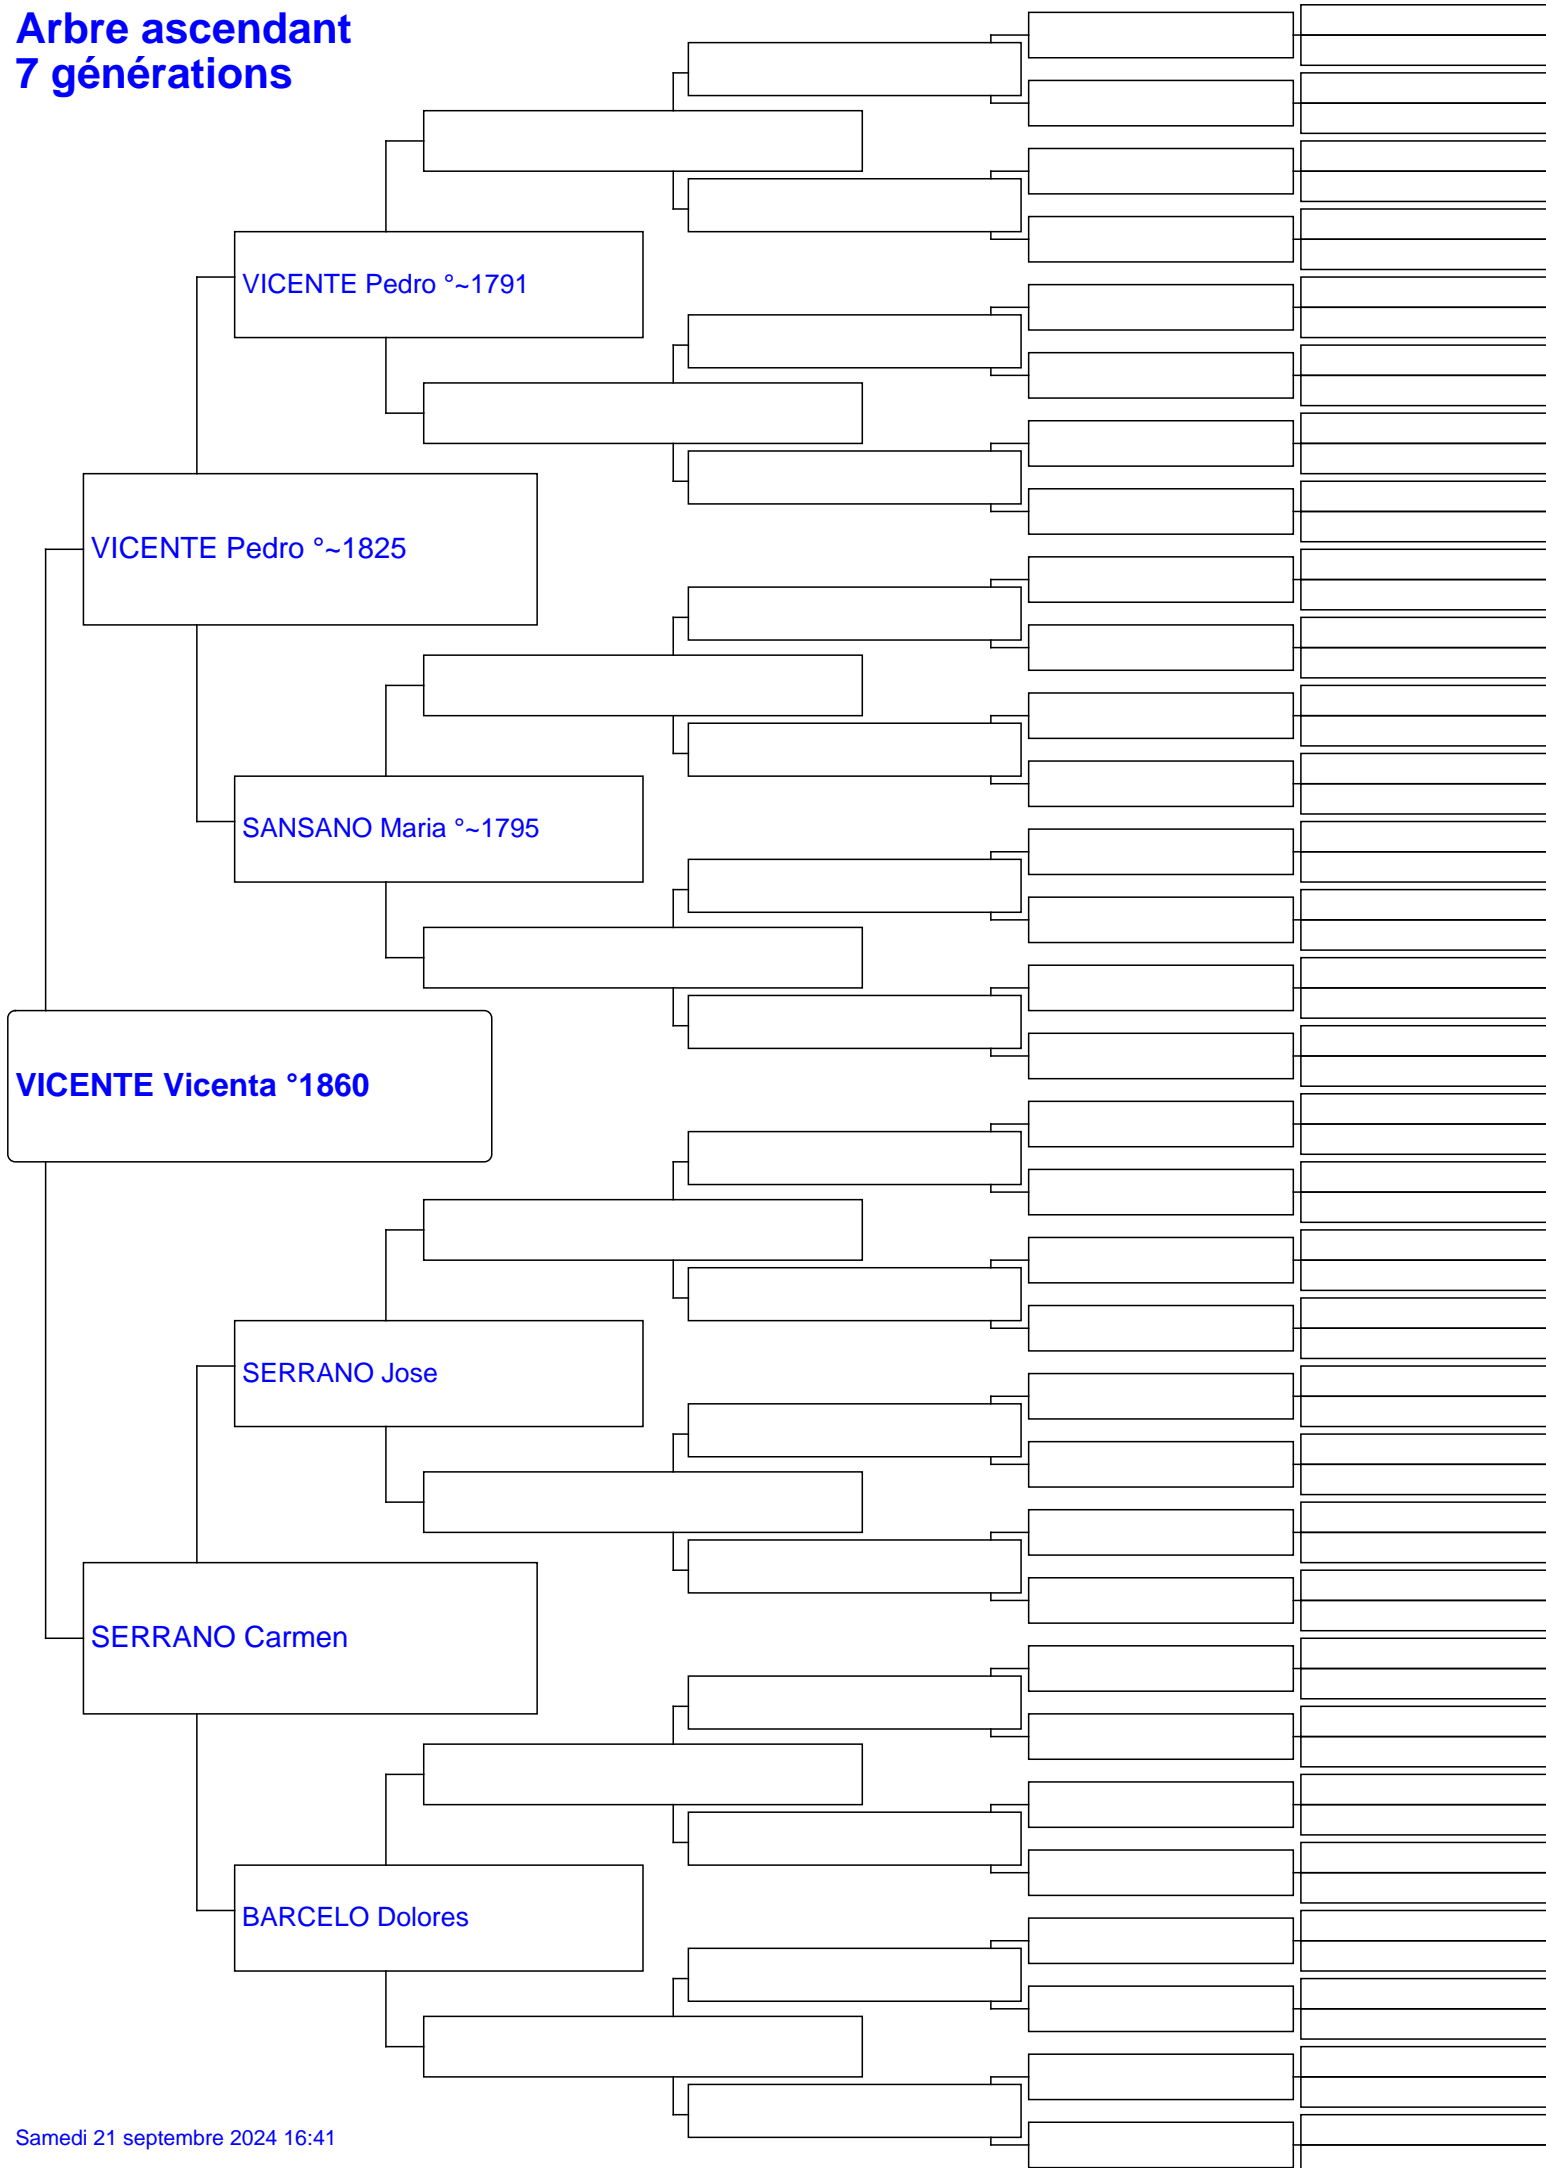 Arbre ascendant
7 générations
VICENTE Pedro °~1791
VICENTE Pedro °~1825
SANSANO Maria °~1795
VICENTE Vicenta °1860
SERRANO Jose
SERRANO Carmen
BARCELO Dolores
Samedi 21 septembre 2024 16:41